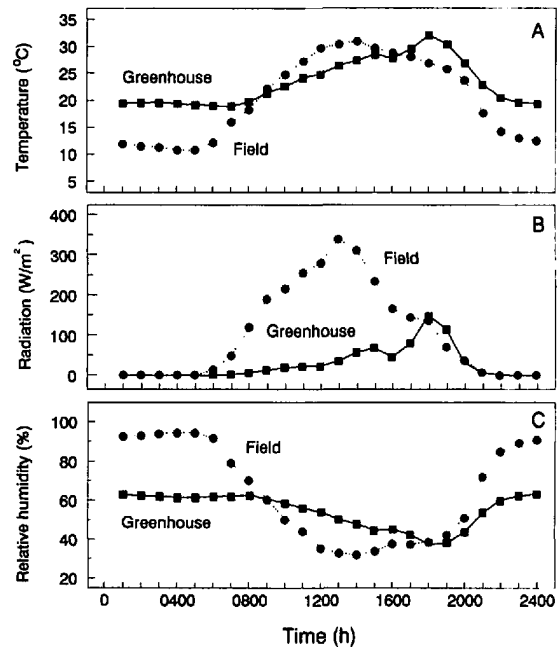 A
Temperature (°C)
35
30
25
20
15
10
5
Greenhouse
Field
B
Radiation (W/m²)
400
300
200
100
0
Field
Greenhouse
C
Relative humidity (%)
100
80
60
40
20
Field
Greenhouse
0 0400 0800 1200 1600 2000 2400
Time (h)